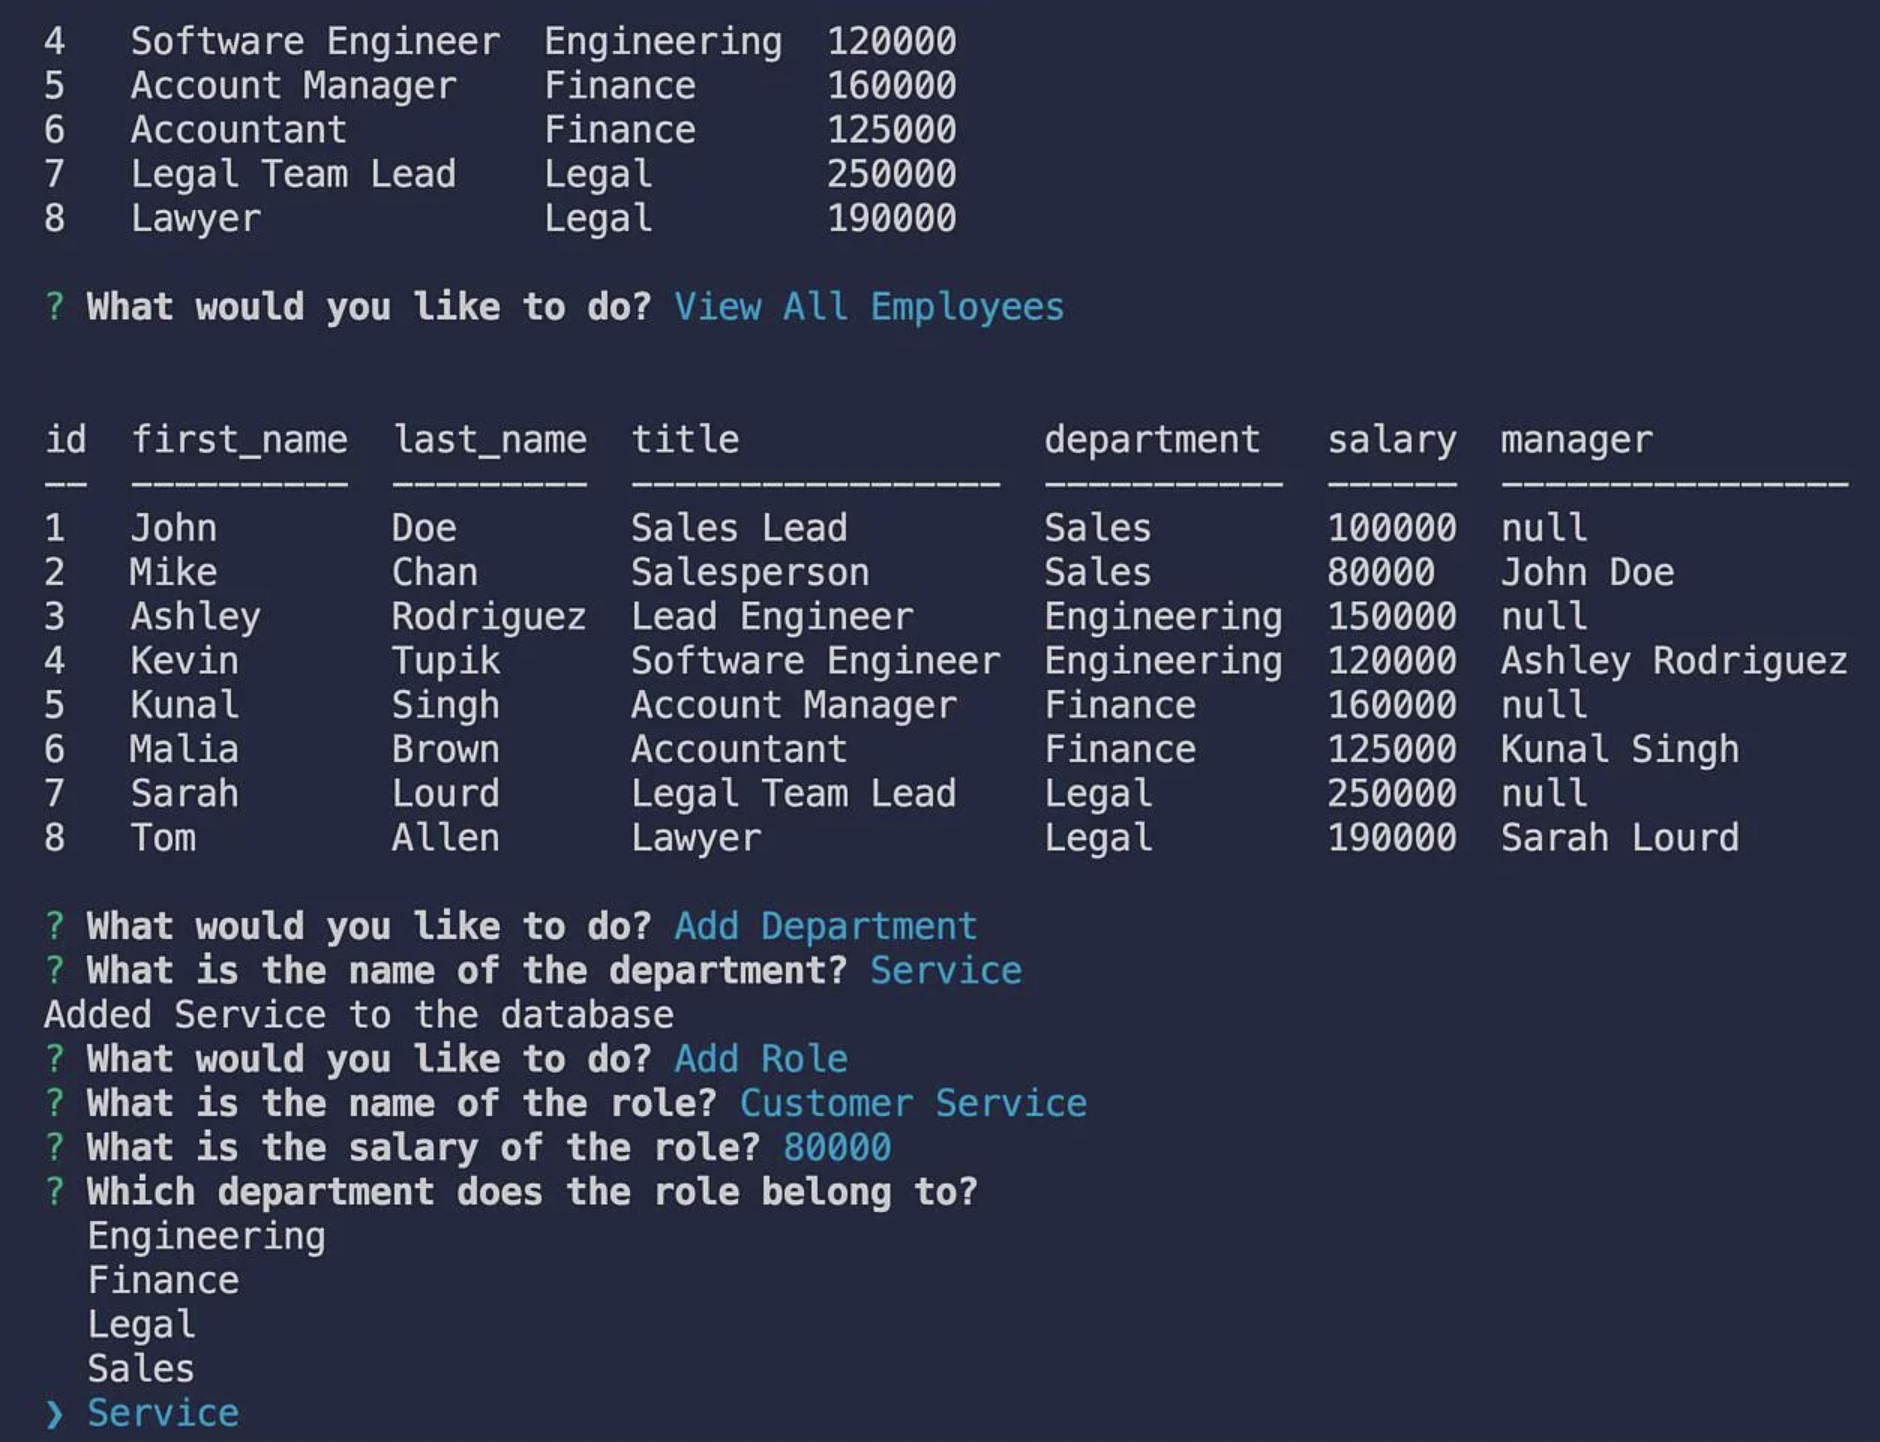 4   Software Engineer  Engineering  120000
5   Account Manager    Finance      160000
6   Accountant         Finance      125000
7   Legal Team Lead    Legal        250000
8   Lawyer             Legal        190000
? What would you like to do? View All Employees
id  first_name  last_name  title              department   salary  manager
--  ----------  ---------  -----------------  -----------  ------  ----------------
1   John        Doe        Sales Lead         Sales        100000  null
2   Mike        Chan       Salesperson        Sales        80000   John Doe
3   Ashley      Rodriguez  Lead Engineer      Engineering  150000  null
4   Kevin       Tupik      Software Engineer  Engineering  120000  Ashley Rodriguez
5   Kunal       Singh      Account Manager    Finance      160000  null
6   Malia       Brown      Accountant         Finance      125000  Kunal Singh
7   Sarah       Lourd      Legal Team Lead    Legal        250000  null
8   Tom         Allen      Lawyer             Legal        190000  Sarah Lourd
? What would you like to do? Add Department
? What is the name of the department? Service
Added Service to the database
? What would you like to do? Add Role
? What is the name of the role? Customer Service
? What is the salary of the role? 80000
? Which department does the role belong to?
  Engineering
  Finance
  Legal
  Sales
❯ Service